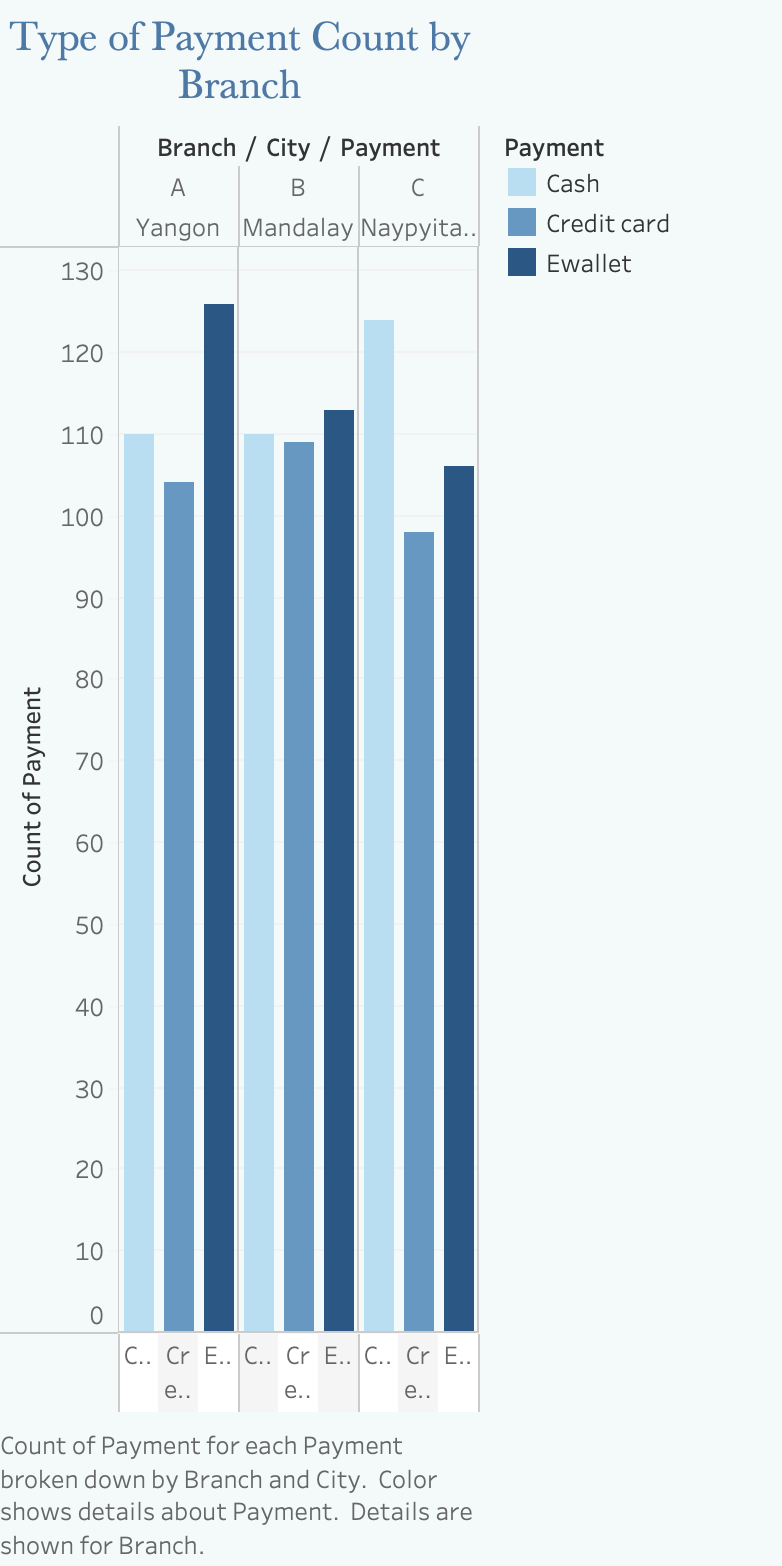 Type of Payment Count by
Branch
Branch / City / Payment
A
B
C
Yangon
Mandalay
Naypyita..
Payment
Cash
Credit card
Ewallet
130
120
110
100
90
80
70
60
50
40
30
20
10
0
Count of Payment
C.. Cr e.. E.. C.. Cr e.. E.. C.. Cr e.. E..
Count of Payment for each Payment
broken down by Branch and City. Color
shows details about Payment. Details are
shown for Branch.